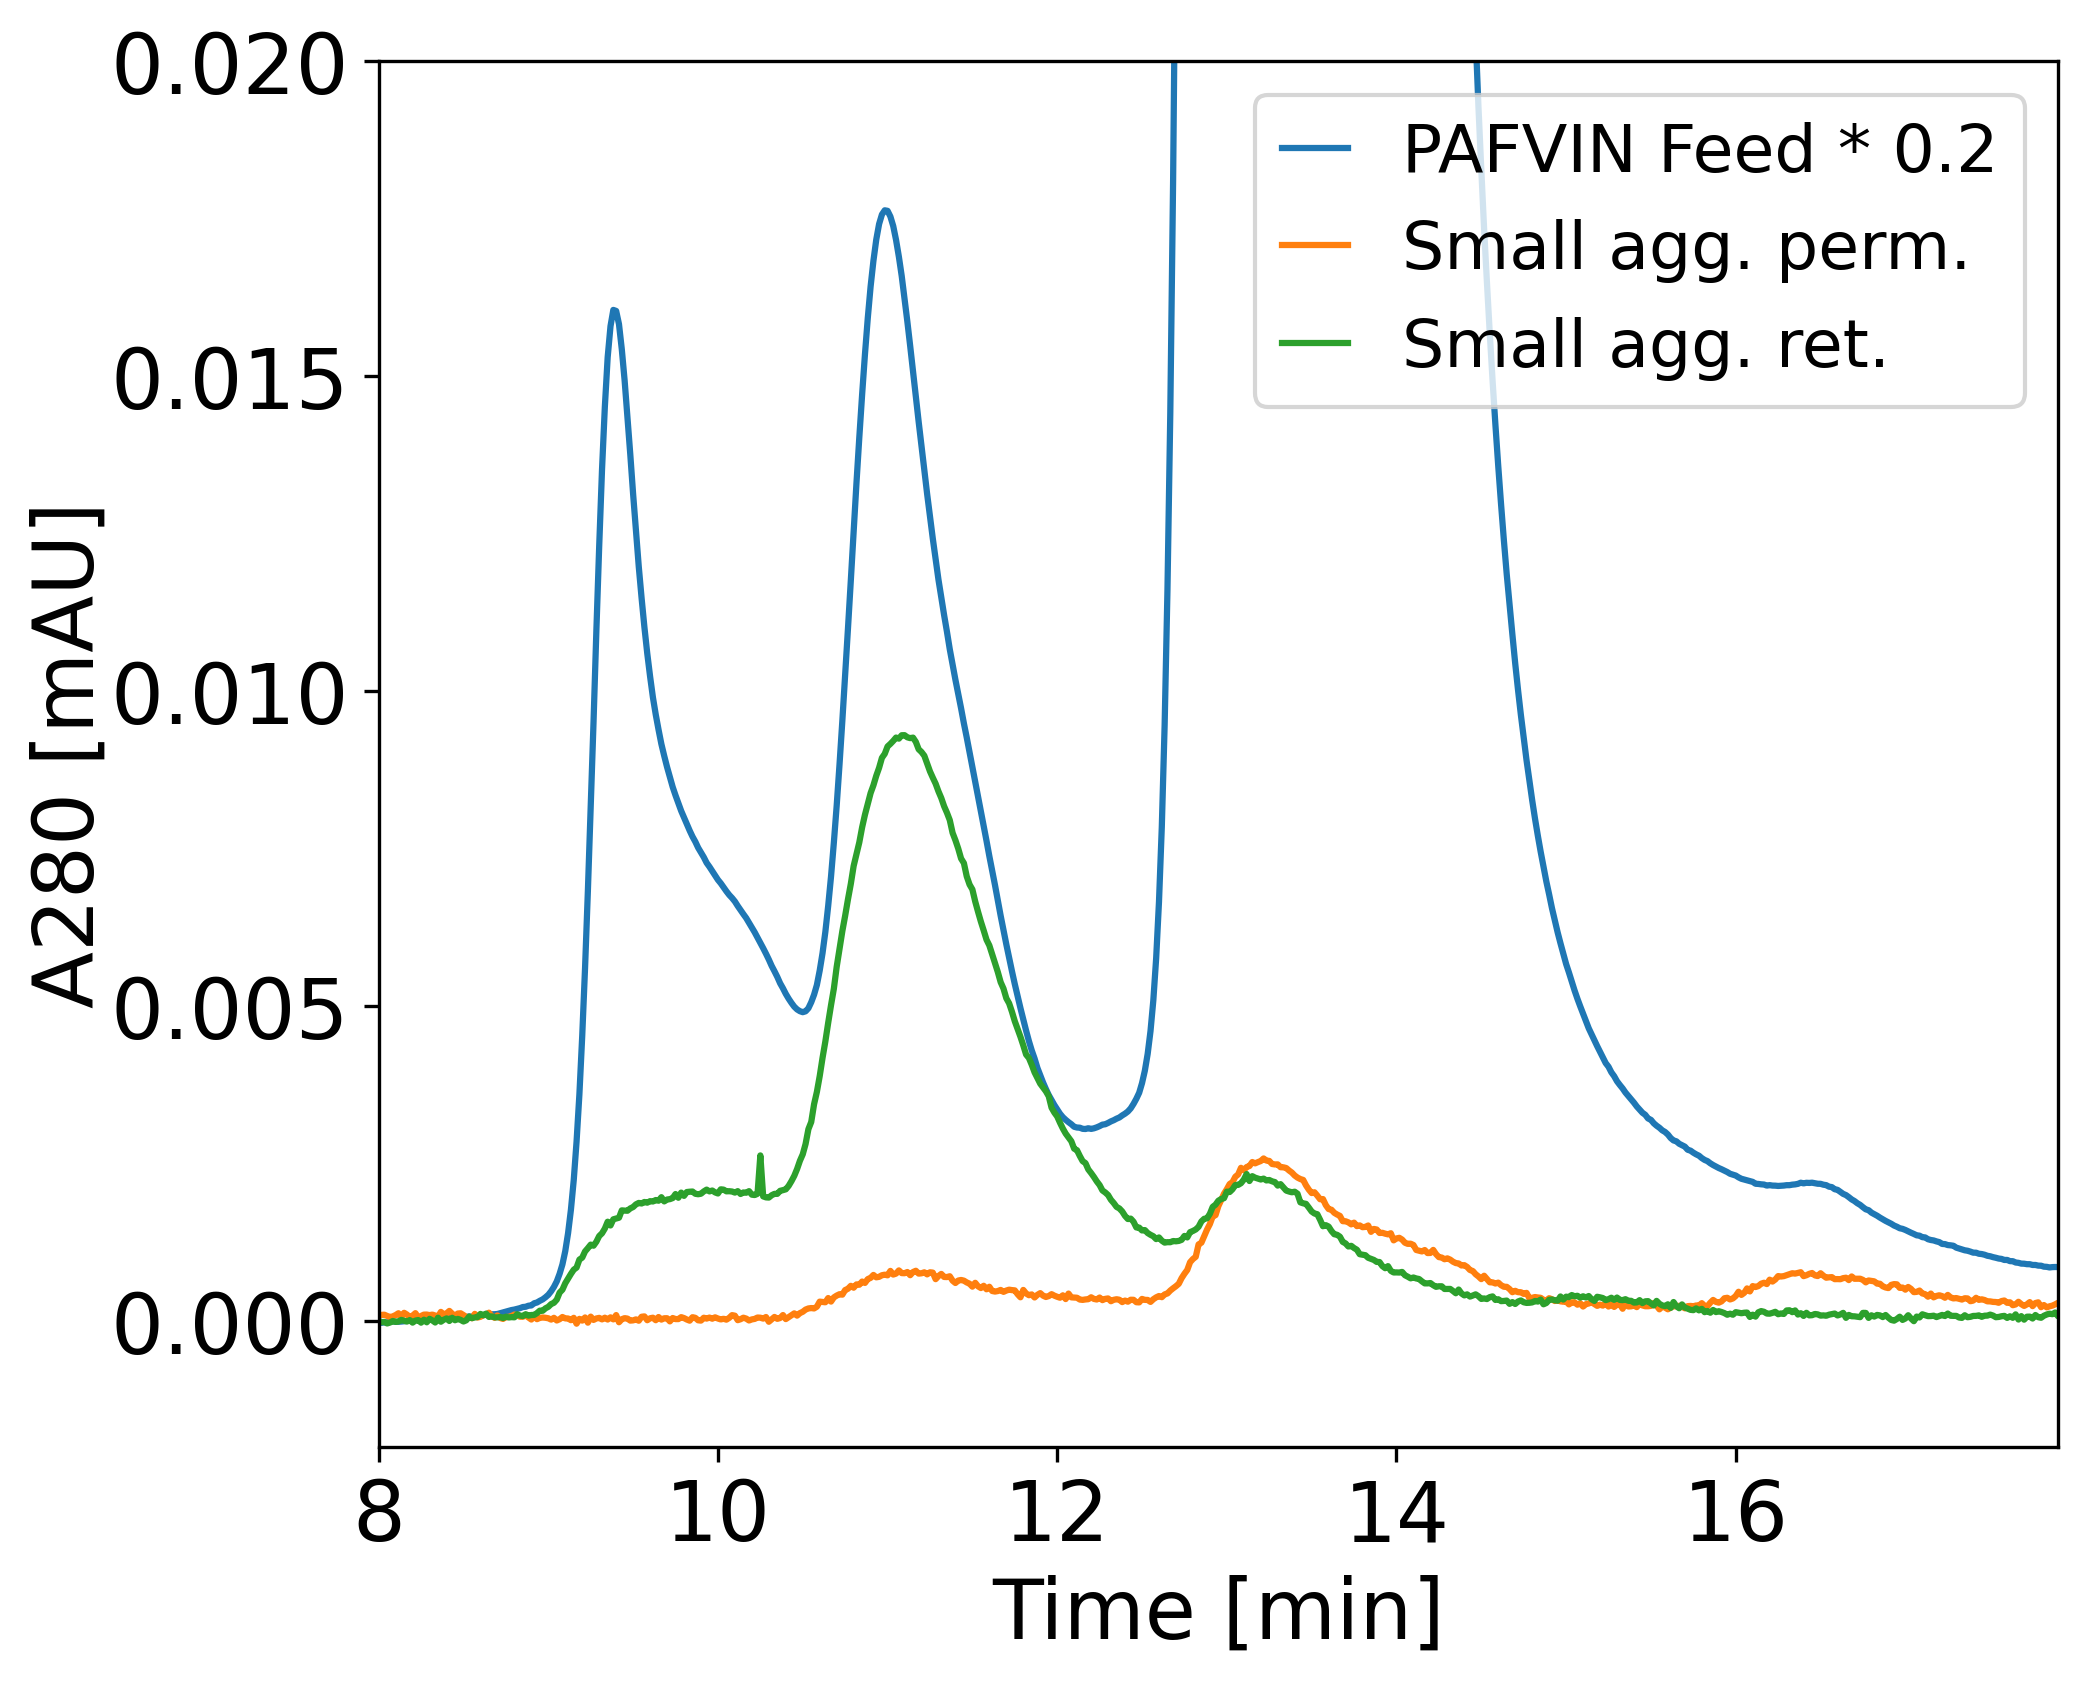 0.020
0.015
0.010
0.005
0.000
A280 [mAU]
PAFVIN Feed * 0.2
Small agg. perm.
Small agg. ret.
8 10 12 14 16
Time [min]